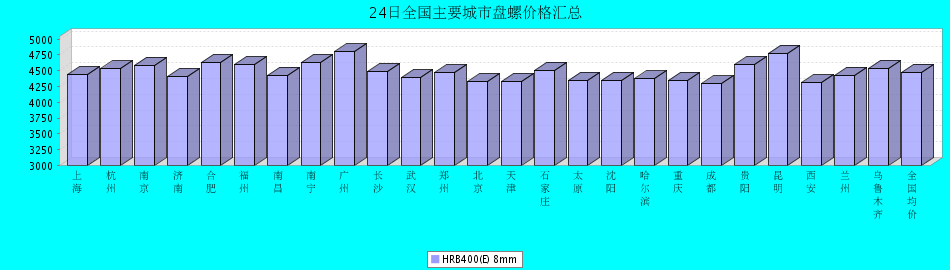 24日全国主要城市盘螺价格汇总
5000
4750
4500
4250
4000
3750
3500
3250
3000
上海
杭州
南京
济南
合肥
福州
南昌
南宁
广州
长沙
武汉
郑州
北京
天津
石家庄
太原
沈阳
哈尔滨
重庆
成都
贵阳
昆明
西安
兰州
乌鲁木齐
全国均价
HRB400(E) 8mm